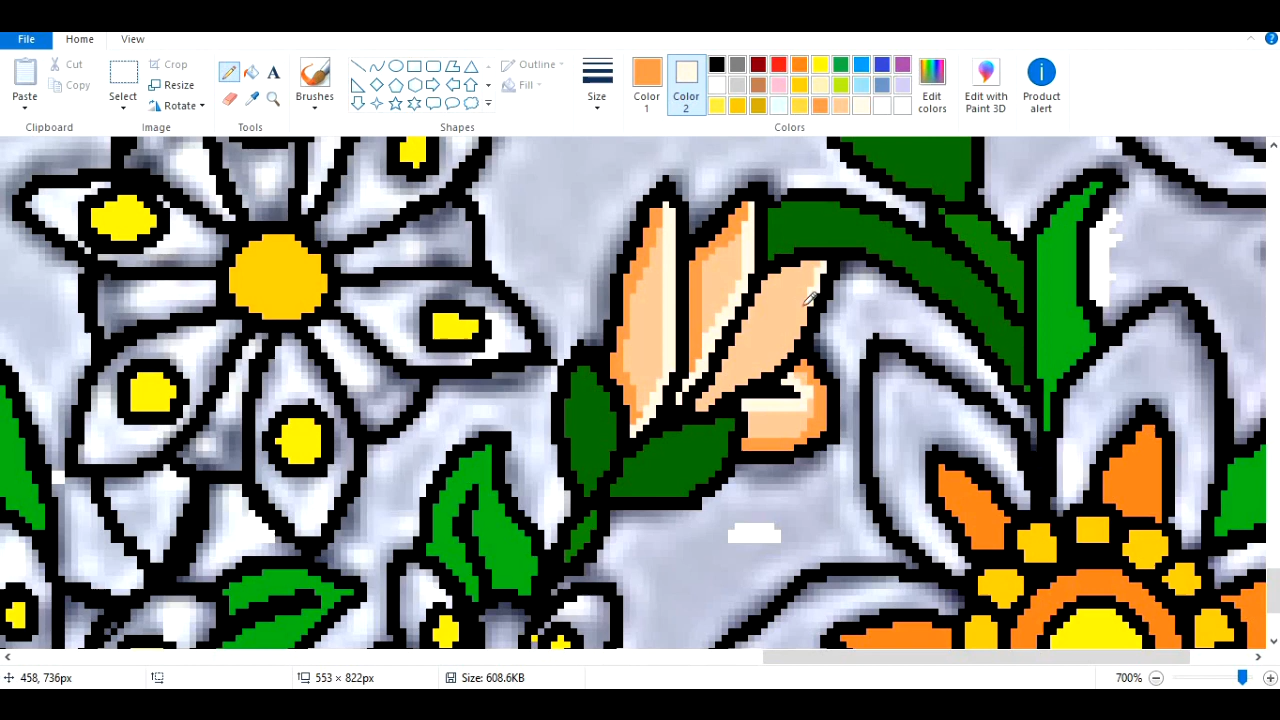 File Home View
Paste
Cut
Copy
Clipboard
Select
Crop
Resize
Rotate
Image
A
Tools
Brushes
Outline
Fill
Shapes
Size
Color 1
Color 2
Edit colors
Colors
Edit with Paint 3D
Product alert
458, 736px
553 × 822px
Size: 608.6KB
700%